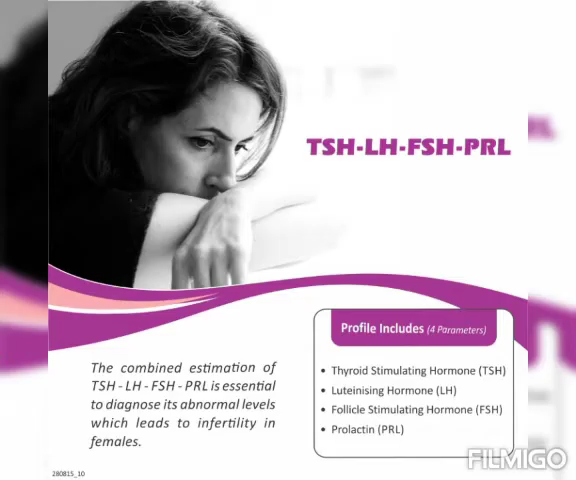 TSH-LH-FSH-PRL
Profile Includes (4 Parameters)
• Thyroid Stimulating Hormone (TSH)
• Luteinising Hormone (LH)
• Follicle Stimulating Hormone (FSH)
• Prolactin (PRL)
The combined estimation of
TSH - LH - FSH - PRL is essential
to diagnose its abnormal levels
which leads to infertility in
females.
280815_10
FILMIGO